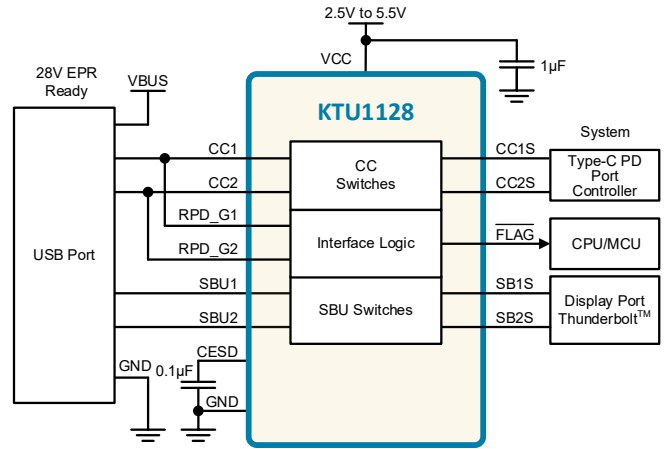 2.5V to 5.5V
VCC
1µF
28V EPR
Ready
VBUS
KTU1128
System
USB Port
CC1
CC2
RPD_G1
RPD_G2
SBU1
SBU2
CC
Switches
Interface Logic
SBU Switches
CC1S
CC2S
FLAG
SB1S
SB2S
Type-C PD
Port
Controller
CPU/MCU
Display Port
Thunderbolt™
GND
0.1µF
CESD
GND